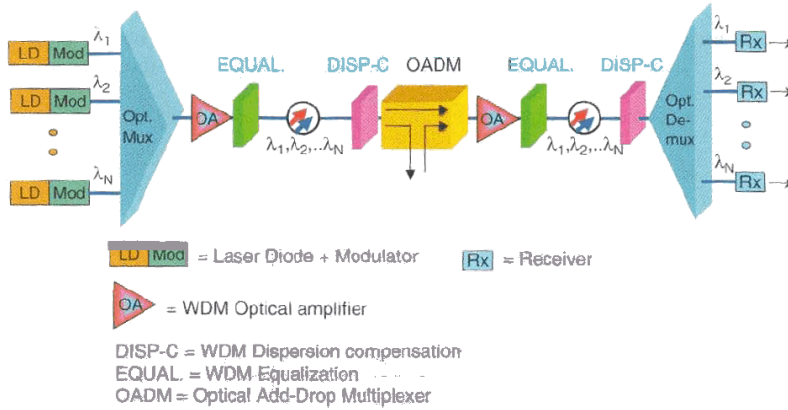 λ1
LD Mod
λ2
LD Mod
λN
LD Mod
Opt. Mux
OA
EQUAL.
λ1,λ2,..λN
DISP-C
OADM
OA
EQUAL.
λ1,λ2,..λN
DISP-C
Opt. De-mux
λ1
Rx
λ2
Rx
λN
Rx
LD Mod = Laser Diode + Modulator
Rx = Receiver
OA = WDM Optical amplifier
DISP-C = WDM Dispersion compensation
EQUAL. = WDM Equalization
OADM = Optical Add-Drop Multiplexer